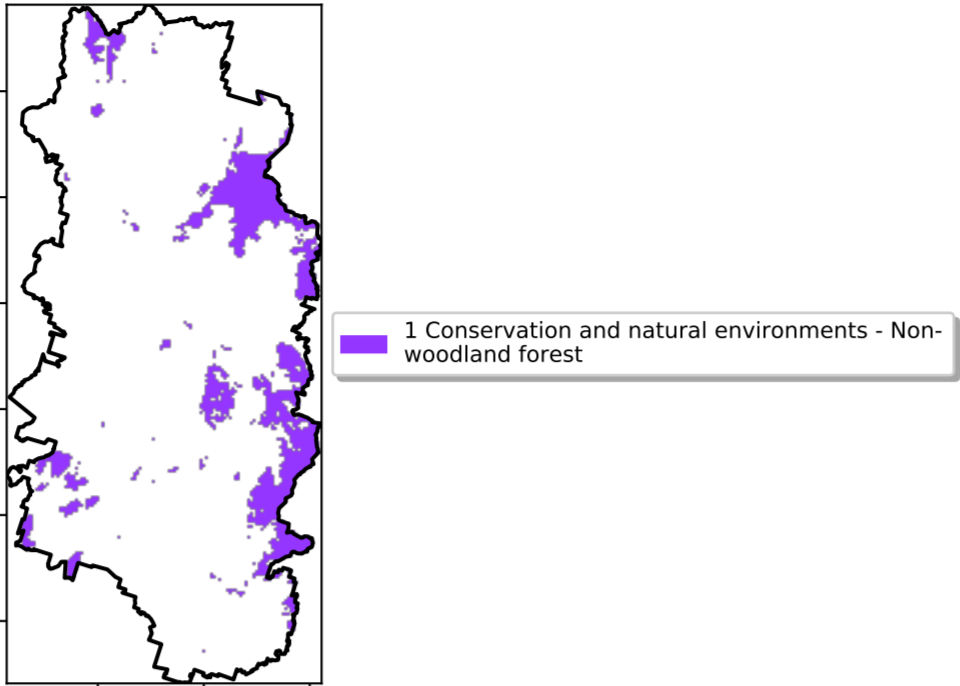 1 Conservation and natural environments - Non-
woodland forest